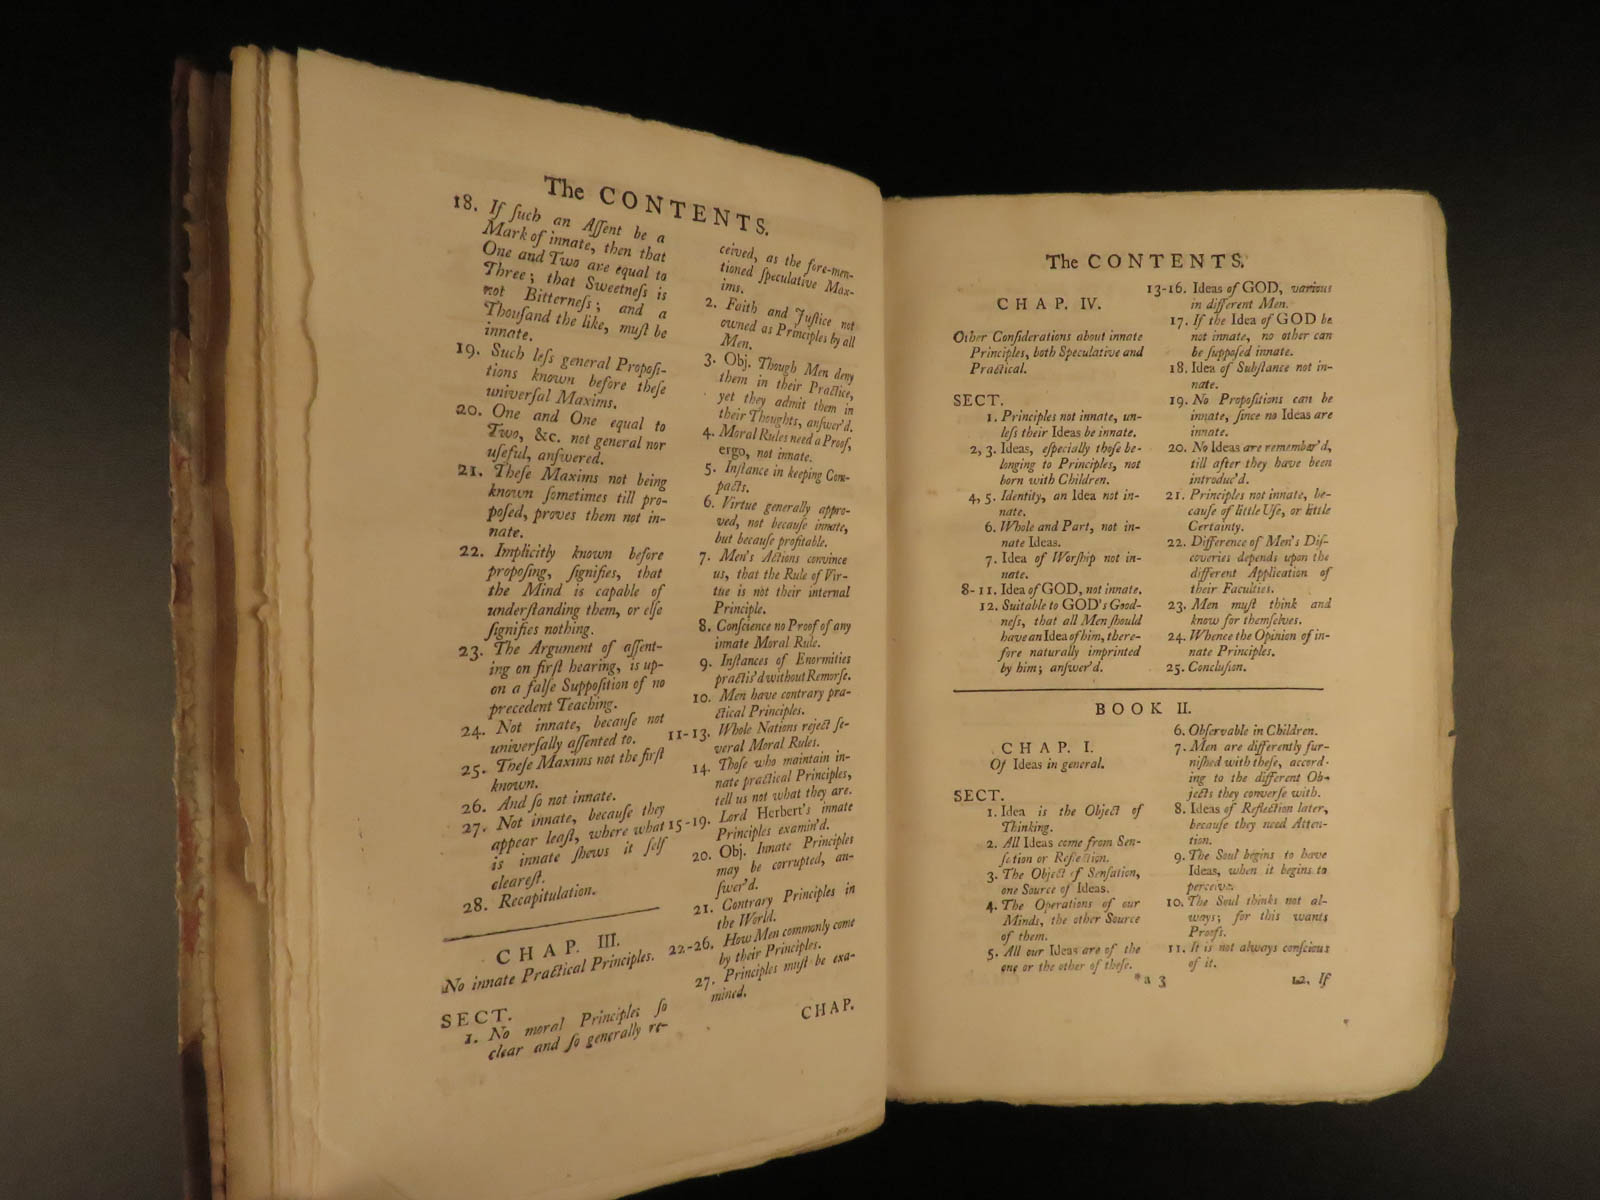 The CONTENTS.
18. If ſuch an Aſſent be a
Mark of innate, then that
One and Two are equal to
Three; that Sweetneſs is
not Bitterneſs; and a
Thouſand the like, muſt be
innate.
19. Such leſs general Propoſi-
tions known before theſe
univerſal Maxims.
20. One and One equal to
Two, &c. not general nor
uſeful, anſwered.
21. Theſe Maxims not being
known ſometimes till pro-
poſed, proves them not in-
nate.
22. Implicitly known before
propoſing, ſignifies, that
the Mind is capable of
underſtanding them, or elſe
ſignifies nothing.
23. The Argument of aſſent-
ing on firſt hearing, is up-
on a falſe Suppoſition of no
precedent Teaching.
24. Not innate, becauſe not
univerſally aſſented to.
25. Theſe Maxims not the firſt
known.
26. And ſo not innate.
27. Not innate, becauſe they
appear leaſt, where what
is innate ſhews it ſelf
cleareſt.
28. Recapitulation.
CHAP. III.
No innate Practical Principles.
SECT.
1. No moral Principles ſo
clear and ſo generally re-
ceived, as the fore-men-
tioned ſpeculative Max-
ims.
2. Faith and Juſtice not
owned as Principles by all
Men.
3. Obj. Though Men deny
them in their Practice,
yet they admit them in
their Thoughts, anſwer'd.
4. Moral Rules need a Proof,
ergo, not innate.
5. Inſtance in keeping Com-
pacts.
6. Virtue generally appro-
ved, not becauſe innate,
but becauſe profitable.
7. Men's Actions convince
us, that the Rule of Vir-
tue is not their internal
Principle.
8. Conſcience no Proof of any
innate Moral Rule.
9. Inſtances of Enormities
practis'd without Remorſe.
10. Men have contrary pra-
ctical Principles.
11-13. Whole Nations reject ſe-
veral Moral Rules.
14. Thoſe who maintain in-
nate practical Principles,
tell us not what they are.
15-19. Lord Herbert's innate
Principles examin'd.
20. Obj. Innate Principles
may be corrupted, an-
ſwer'd.
21. Contrary Principles in
the World.
22-26. How Men commonly come
by their Principles.
27. Principles muſt be exa-
mined.
CHAP.
The CONTENTS.
CHAP. IV.
Other Conſiderations about innate
Principles, both Speculative and
Practical.
SECT.
1. Principles not innate, un-
leſs their Ideas be innate.
2, 3. Ideas, eſpecially thoſe be-
longing to Principles, not
born with Children.
4, 5. Identity, an Idea not in-
nate.
6. Whole and Part, not in-
nate Ideas.
7. Idea of Worſhip not in-
nate.
8-11. Idea of GOD, not innate.
12. Suitable to GOD's Good-
neſs, that all Men ſhould
have an Idea of him, there-
fore naturally imprinted
by him; anſwer'd.
13-16. Ideas of GOD, various
in different Men.
17. If the Idea of GOD be
not innate, no other can
be ſuppoſed innate.
18. Idea of Subſtance not in-
nate.
19. No Propoſitions can be
innate, ſince no Ideas are
innate.
20. No Ideas are remember'd,
till after they have been
introduc'd.
21. Principles not innate, be-
cauſe of little Uſe, or little
Certainty.
22. Difference of Men's Diſ-
coveries depends upon the
different Application of
their Faculties.
23. Men muſt think and
know for themſelves.
24. Whence the Opinion of in-
nate Principles.
25. Concluſion.
BOOK II.
CHAP. I.
Of Ideas in general.
SECT.
1. Idea is the Object of
Thinking.
2. All Ideas come from Sen-
ſation or Reflection.
3. The Object of Senſation,
one Source of Ideas.
4. The Operations of our
Minds, the other Source
of them.
5. All our Ideas are of the
one or the other of theſe.
6. Obſervable in Children.
7. Men are differently fur-
niſhed with theſe, accord-
ing to the different Ob-
jects they converſe with.
8. Ideas of Reflection later,
becauſe they need Atten-
tion.
9. The Soul begins to have
Ideas, when it begins to
perceive.
10. The Soul thinks not al-
ways; for this wants
Proofs.
11. It is not always conſcious
of it.
*a 3
12. If